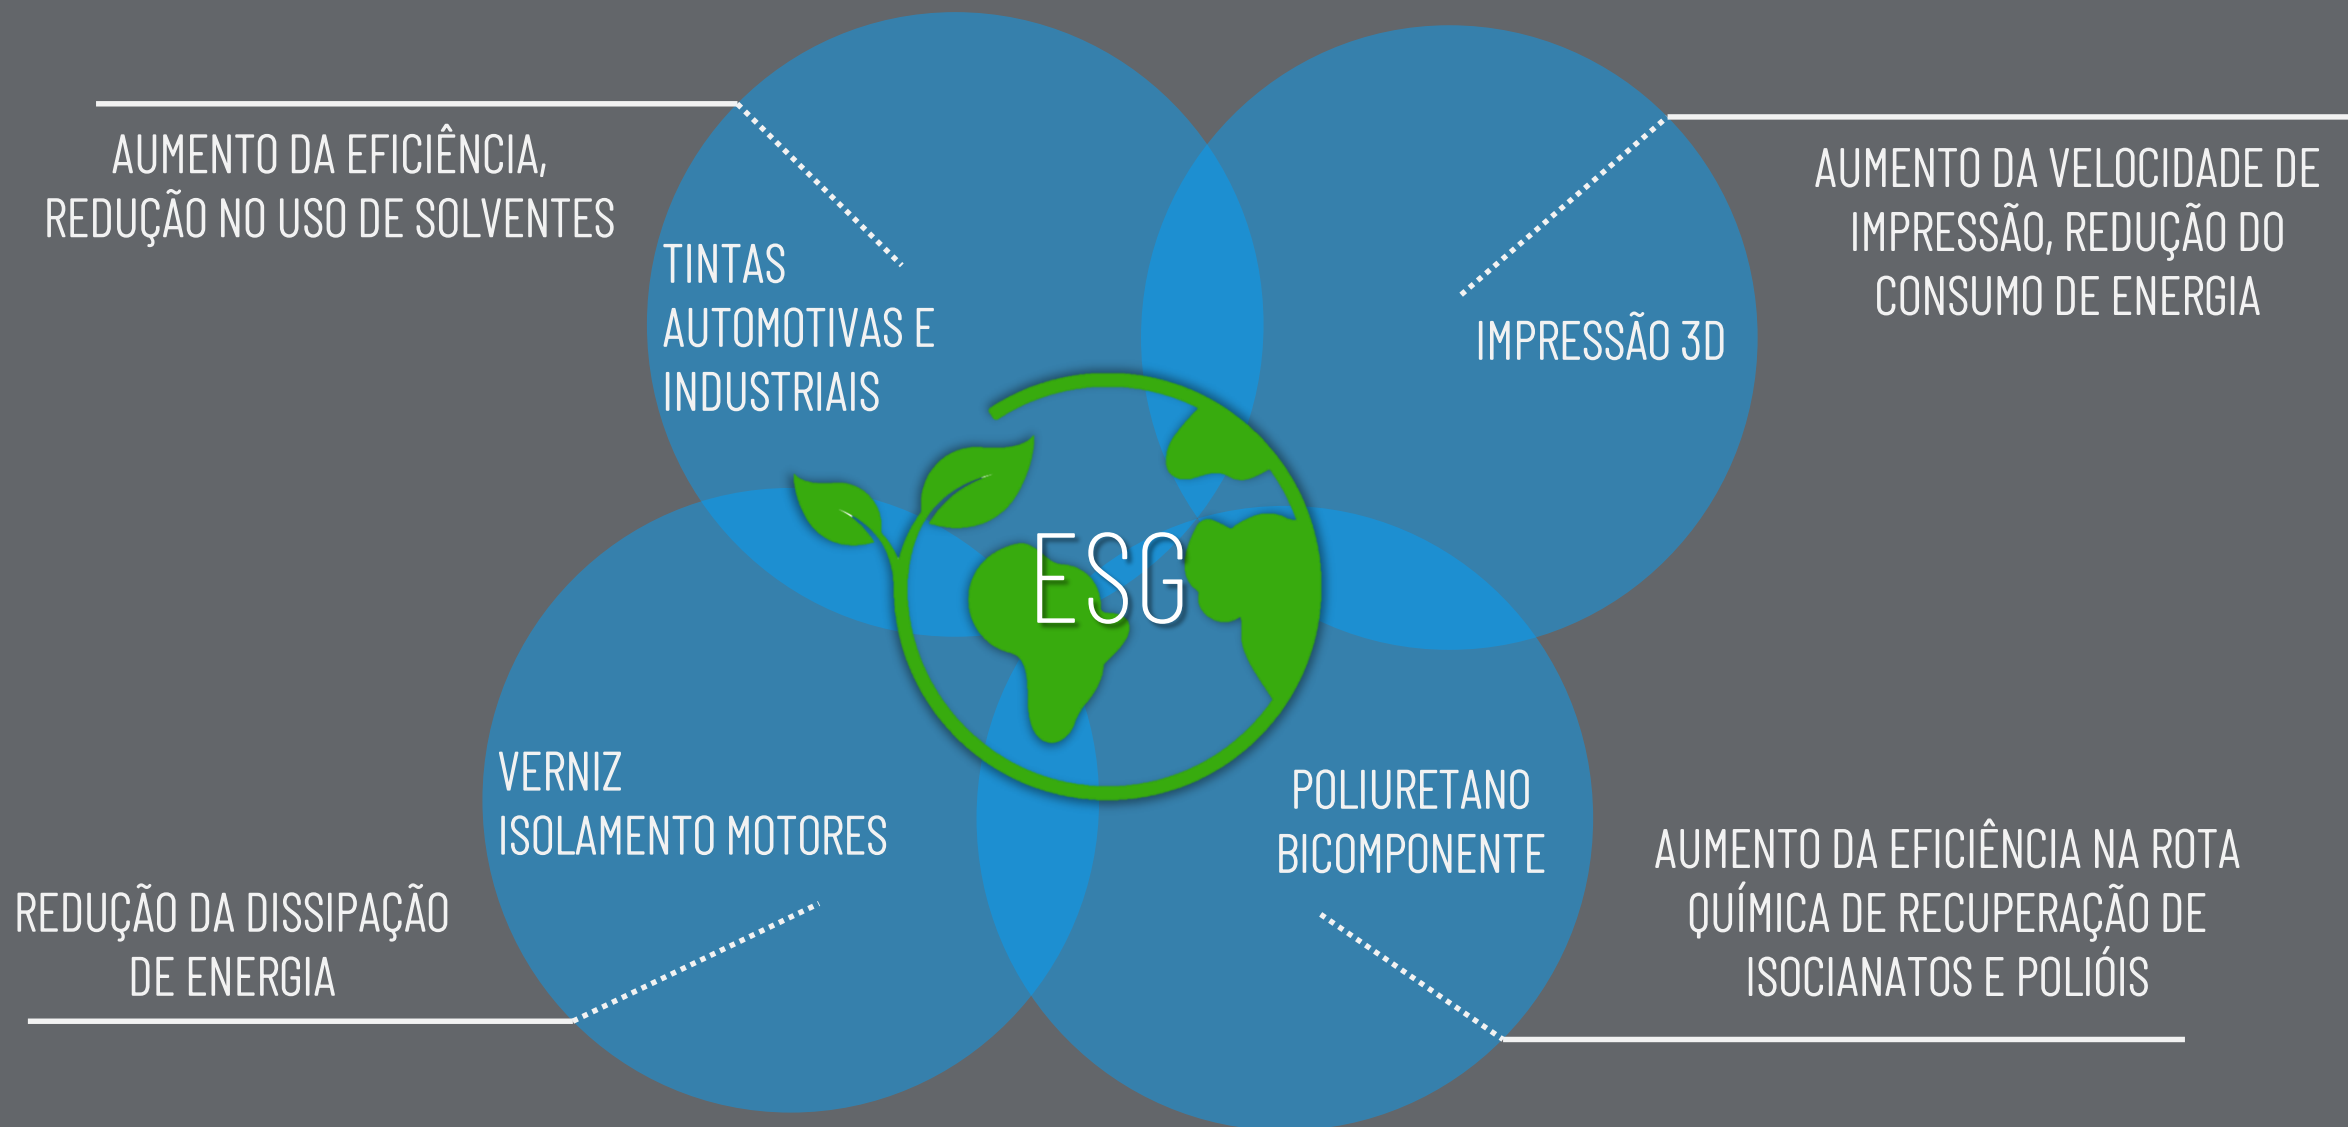 AUMENTO DA EFICIÊNCIA,
REDUÇÃO NO USO DE SOLVENTES
TINTAS
AUTOMOTIVAS E
INDUSTRIAIS
AUMENTO DA VELOCIDADE DE
IMPRESSÃO, REDUÇÃO DO
CONSUMO DE ENERGIA
IMPRESSÃO 3D
ESG
VERNIZ
ISOLAMENTO MOTORES
REDUÇÃO DA DISSIPAÇÃO
DE ENERGIA
POLIURETANO
BICOMPONENTE
AUMENTO DA EFICIÊNCIA NA ROTA
QUÍMICA DE RECUPERAÇÃO DE
ISOCIANATOS E POLIÓIS